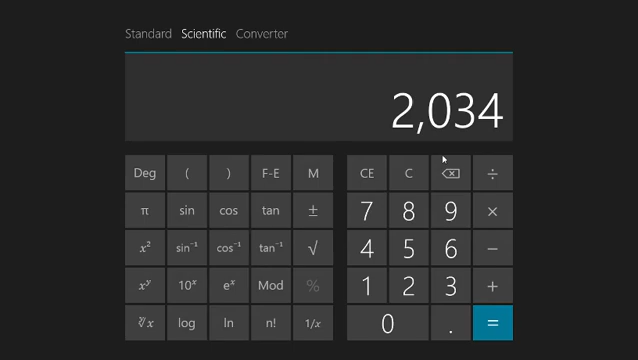 Standard Scientific Converter
2,034
Deg ( ) F-E M CE C ÷
π sin cos tan ± 7 8 9 ×
x² sin⁻¹ cos⁻¹ tan⁻¹ √ 4 5 6 −
xʸ 10ˣ eˣ Mod % 1 2 3 +
ʸ√x log ln n! 1/x 0 . =